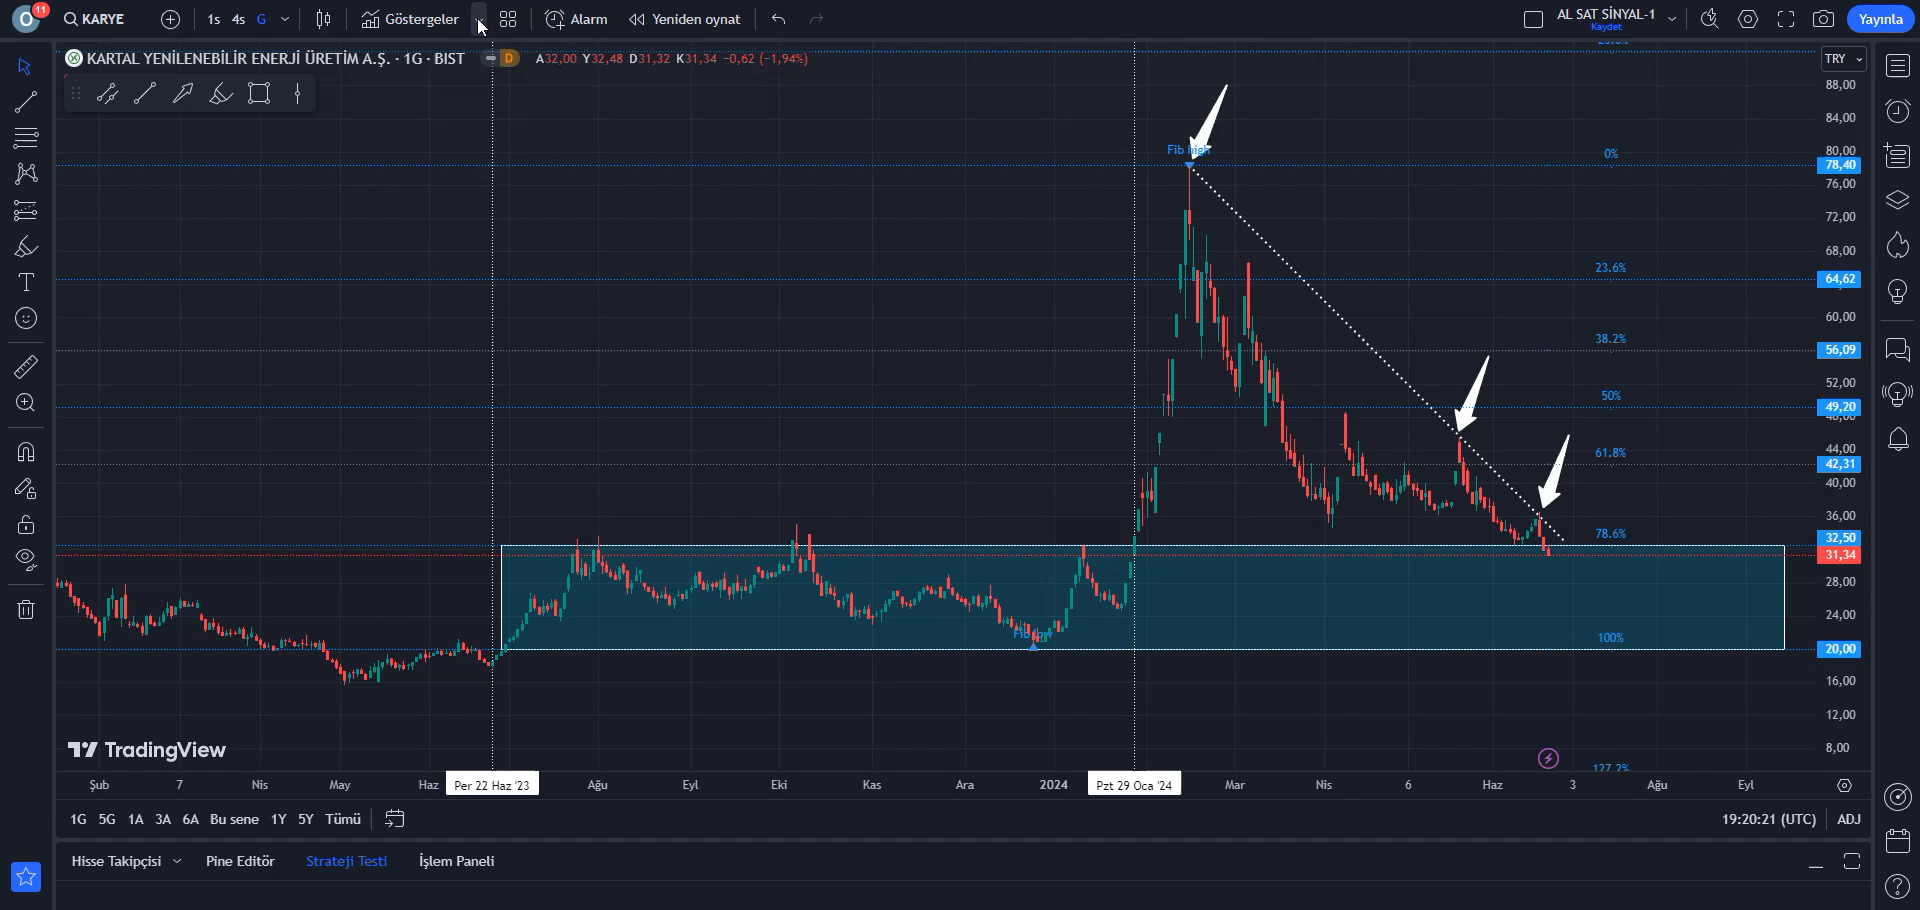 O
11
KARYE
1s
4s
G
Göstergeler
Alarm
Yeniden oynat
AL SAT SİNYAL-1
Kaydet
Yayınla
KARTAL YENİLENEBİLİR ENERJİ ÜRETİM A.Ş. · 1G · BIST
D
A32,00 Y32,48 D31,32 K31,34 −0,62 (−1,94%)
TRY
88,00
84,00
80,00
Fib high
0%
78,40
76,00
72,00
68,00
23.6%
64,62
60,00
38.2%
56,09
52,00
50%
49,20
48,00
44,00
61.8%
42,31
40,00
36,00
78.6%
32,50
31,34
28,00
24,00
100%
20,00
16,00
12,00
8,00
TradingView
127.2%
Şub
7
Nis
May
Haz
Per 22 Haz '23
Ağu
Eyl
Eki
Kas
Ara
2024
Pzt 29 Oca '24
Mar
Nis
6
Haz
3
Ağu
Eyl
1G
5G
1A
3A
6A
Bu sene
1Y
5Y
Tümü
19:20:21 (UTC)
ADJ
Hisse Takipçisi
Pine Editör
Strateji Testi
İşlem Paneli